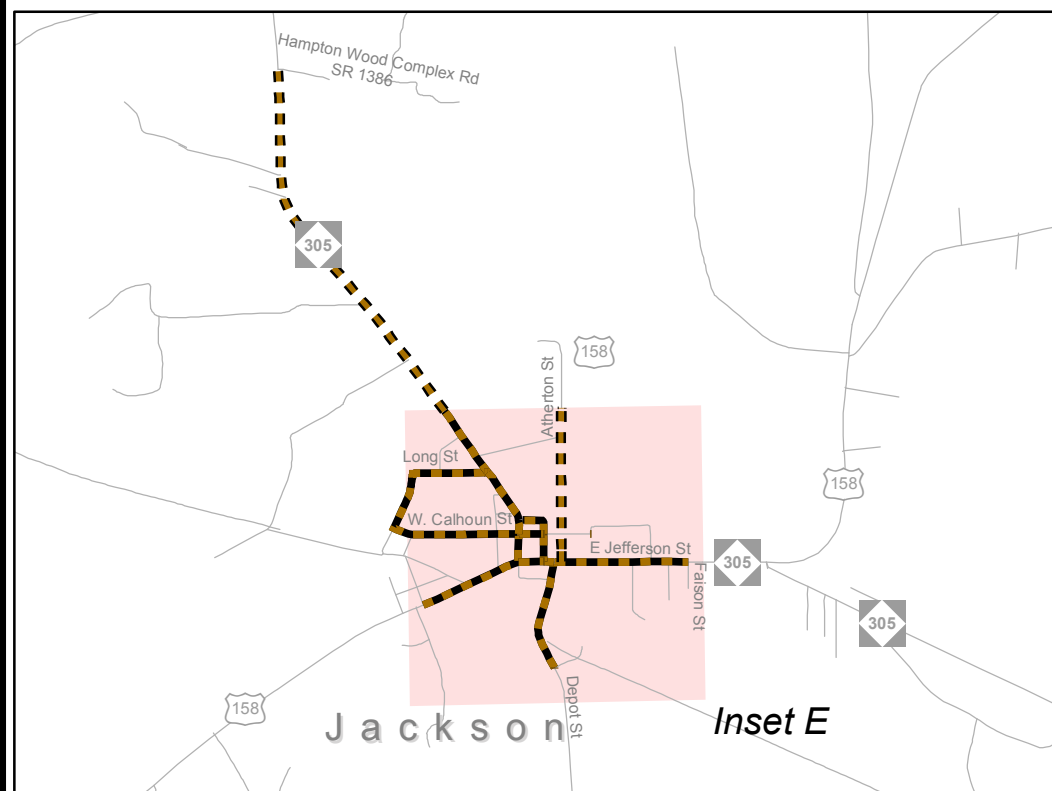 Hampton Wood Complex Rd
SR 1386
305
158
Atherton St
Long St
158
W. Calhoun St
E Jefferson St
305
Faison St
305
Depot St
158
Jackson
Inset E